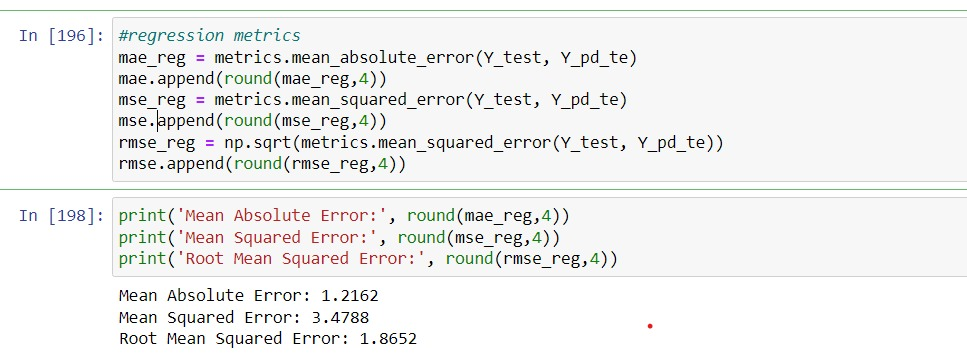 In [196]: #regression metrics
mae_reg = metrics.mean_absolute_error(Y_test, Y_pd_te)
mae.append(round(mae_reg,4))
mse_reg = metrics.mean_squared_error(Y_test, Y_pd_te)
mse.append(round(mse_reg,4))
rmse_reg = np.sqrt(metrics.mean_squared_error(Y_test, Y_pd_te))
rmse.append(round(rmse_reg,4))
In [198]: print('Mean Absolute Error:', round(mae_reg,4))
print('Mean Squared Error:', round(mse_reg,4))
print('Root Mean Squared Error:', round(rmse_reg,4))
Mean Absolute Error: 1.2162
Mean Squared Error: 3.4788
Root Mean Squared Error: 1.8652